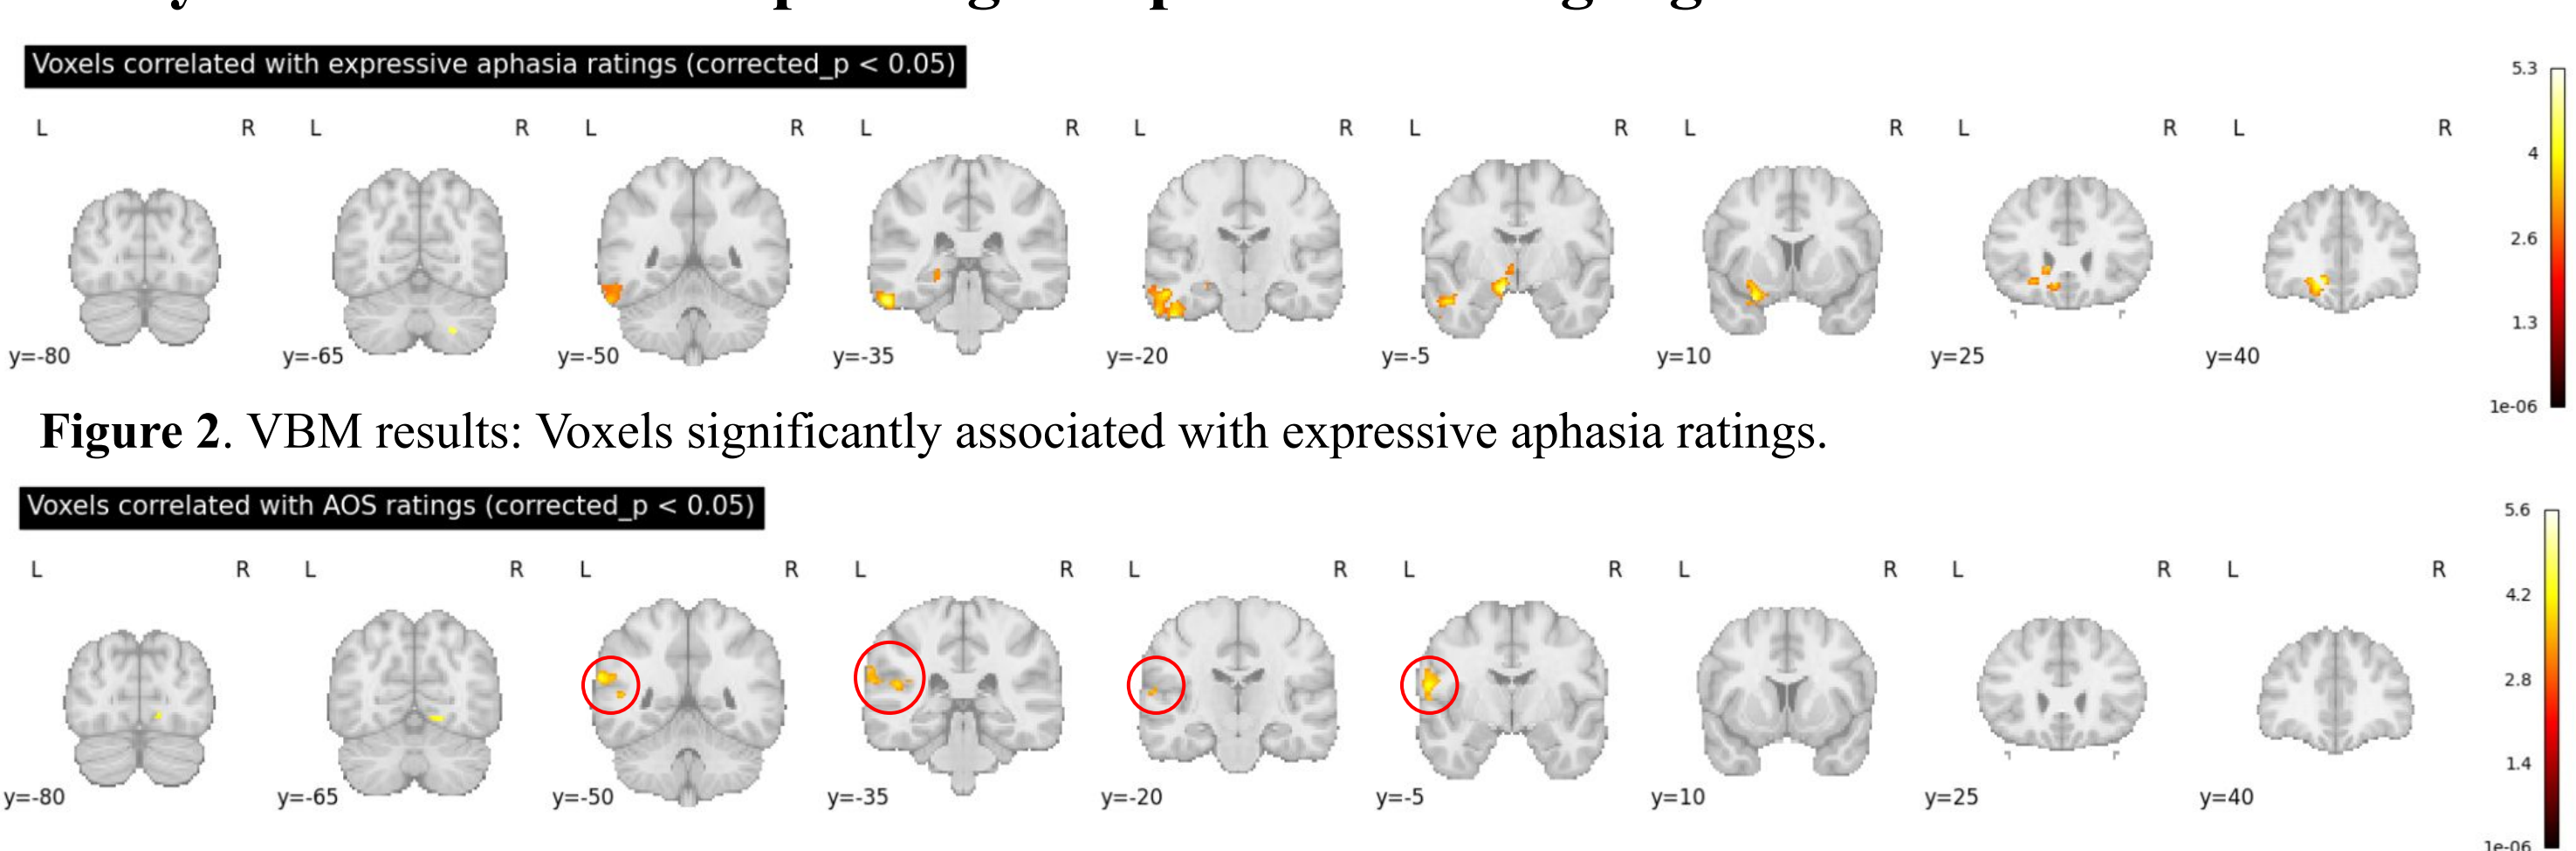 Voxels correlated with expressive aphasia ratings (corrected_p < 0.05)
5.3
L R L R L R L R L R L R L R L R L R
4
2.6
1.3
y=-80 y=-65 y=-50 y=-35 y=-20 y=-5 y=10 y=25 y=40
1e-06
Figure 2. VBM results: Voxels significantly associated with expressive aphasia ratings.
Voxels correlated with AOS ratings (corrected_p < 0.05)
5.6
L R L R L R L R L R L R L R L R L R
4.2
2.8
1.4
y=-80 y=-65 y=-50 y=-35 y=-20 y=-5 y=10 y=25 y=40
1e-06